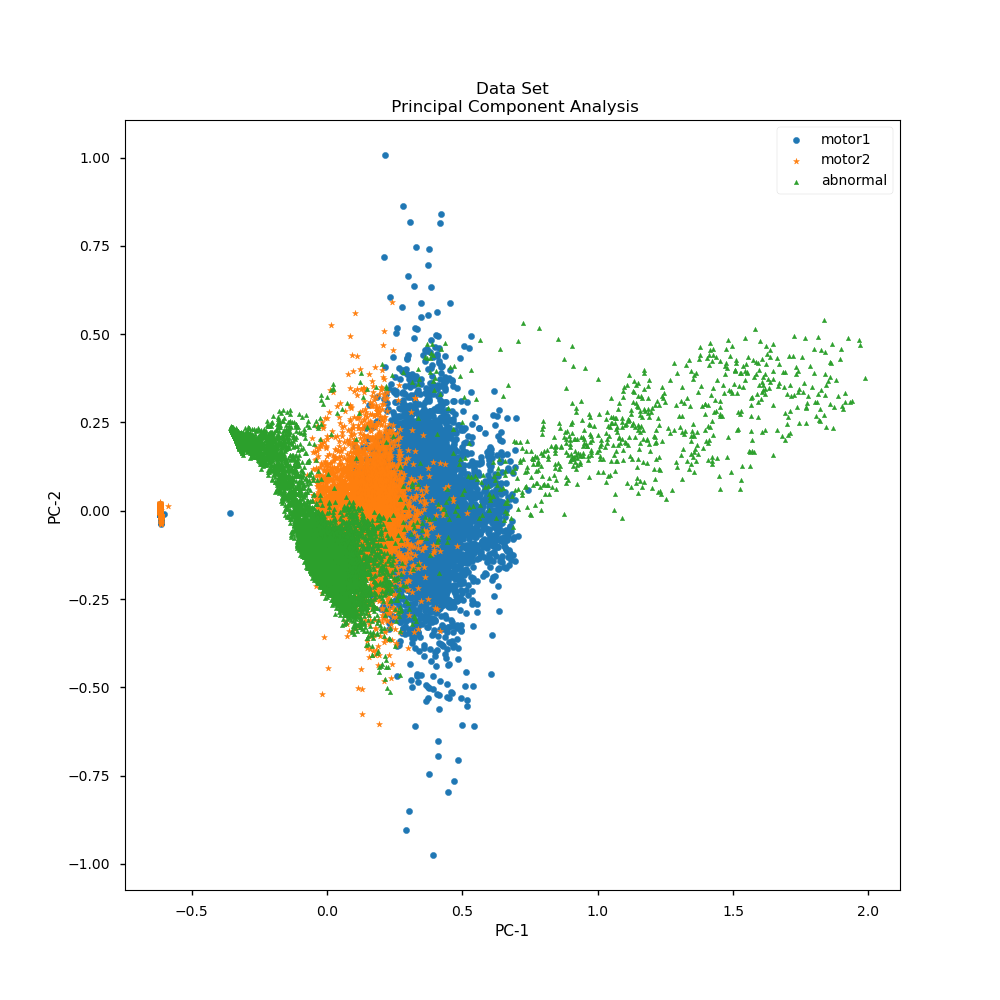 Data Set
Principal Component Analysis
motor1
motor2
abnormal
1.00
0.75
0.50
0.25
0.00
−0.25
−0.50
−0.75
−1.00
PC-2
−0.5
0.0
0.5
1.0
1.5
2.0
PC-1